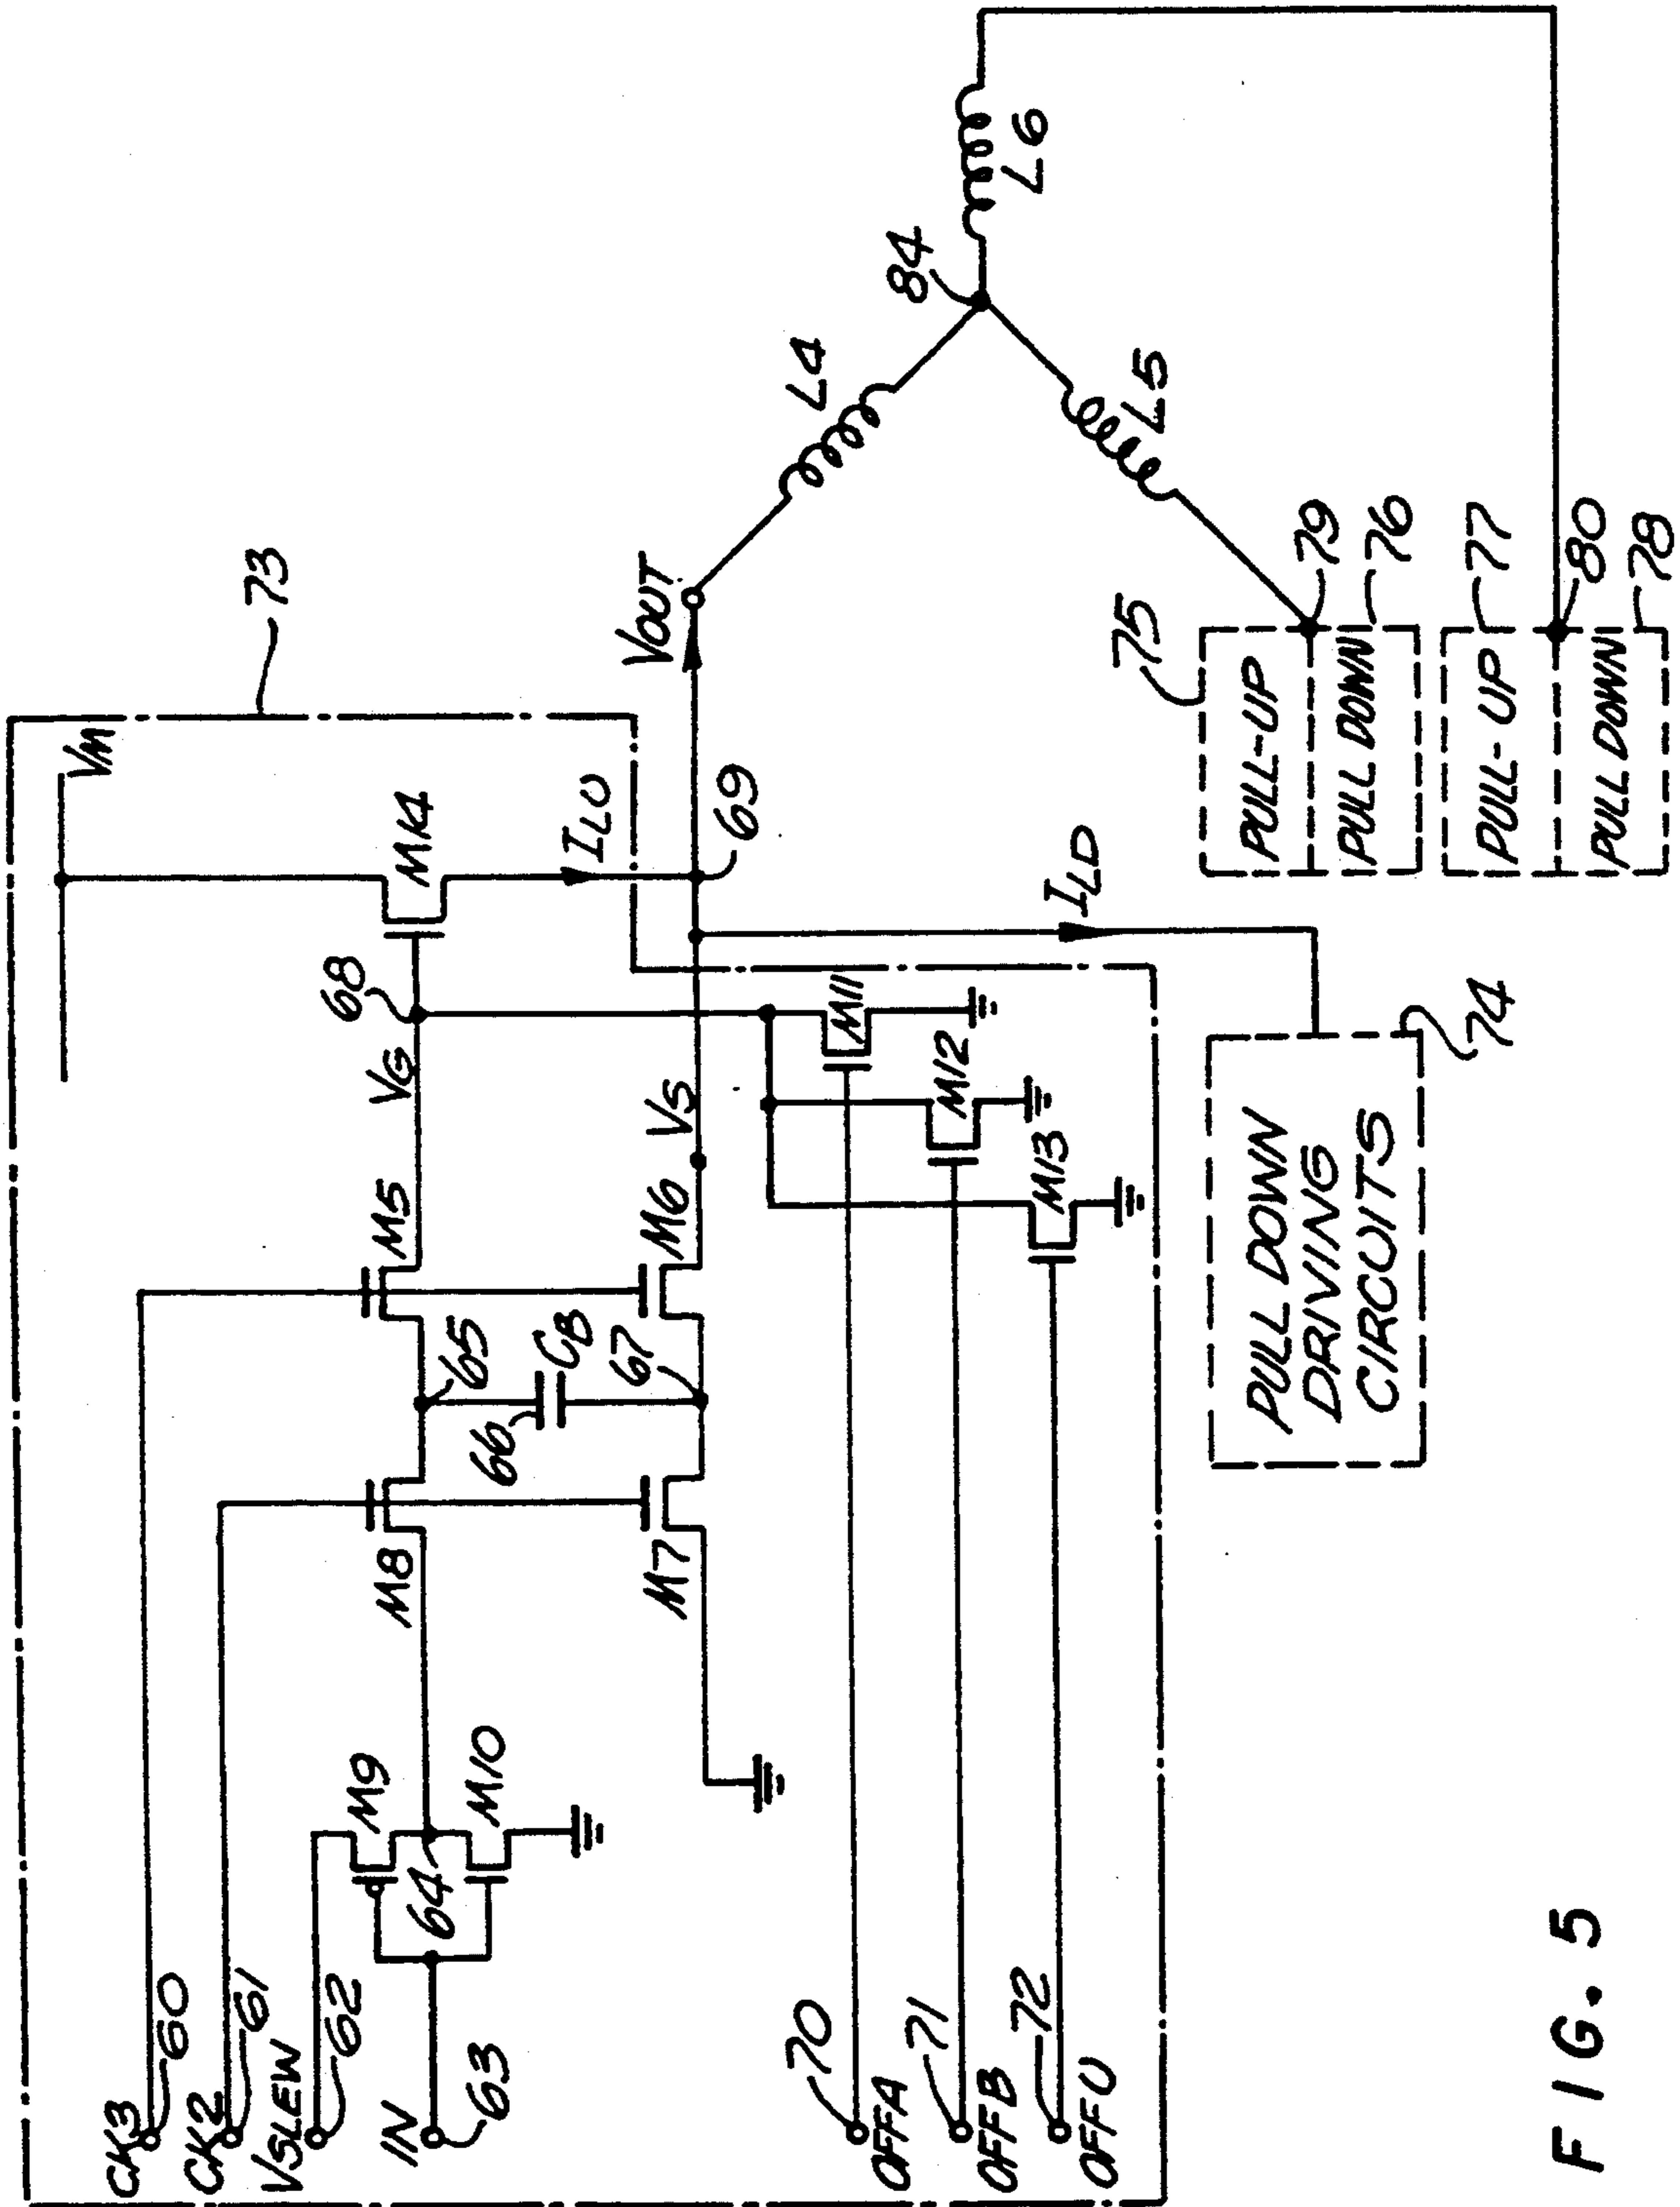 73
VM
CK3
60
CK2
61
VSLEW
62
IN
63
M9
64
M10
M8
M7
65
66
CB
67
M5
M6
VG
68
VS
M14
ILU
69
VOUT
L4
84
L6
L5
70
OFFA
71
OFFB
72
OFFU
M11
M12
M13
ILD
PULL DOWN
DRIVING
CIRCUITS
74
75
PULL-UP
79
PULL DOWN
76
PULL-UP
77
80
PULL DOWN
78
FIG. 5